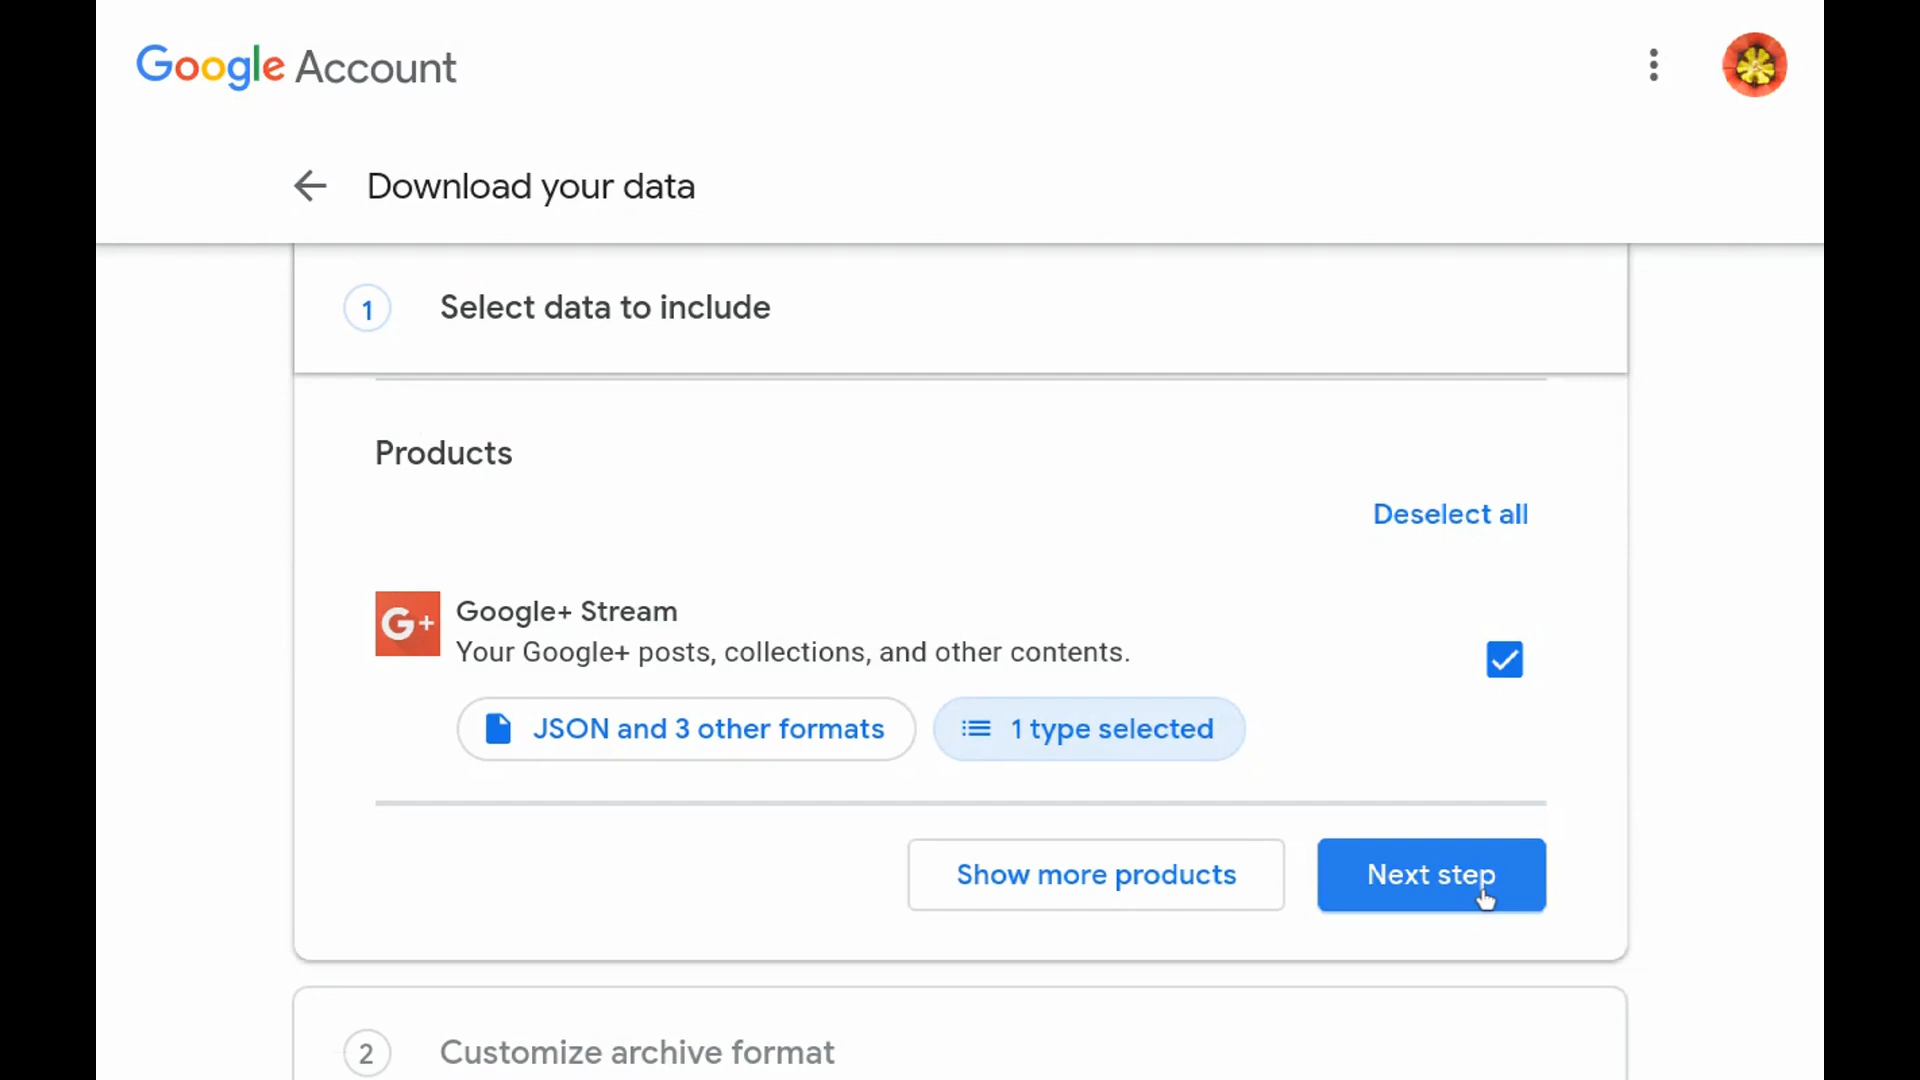 Google Account
Download your data
1 Select data to include
Products
Deselect all
G+ Google+ Stream
Your Google+ posts, collections, and other contents.
JSON and 3 other formats 1 type selected
Show more products Next step
2 Customize archive format